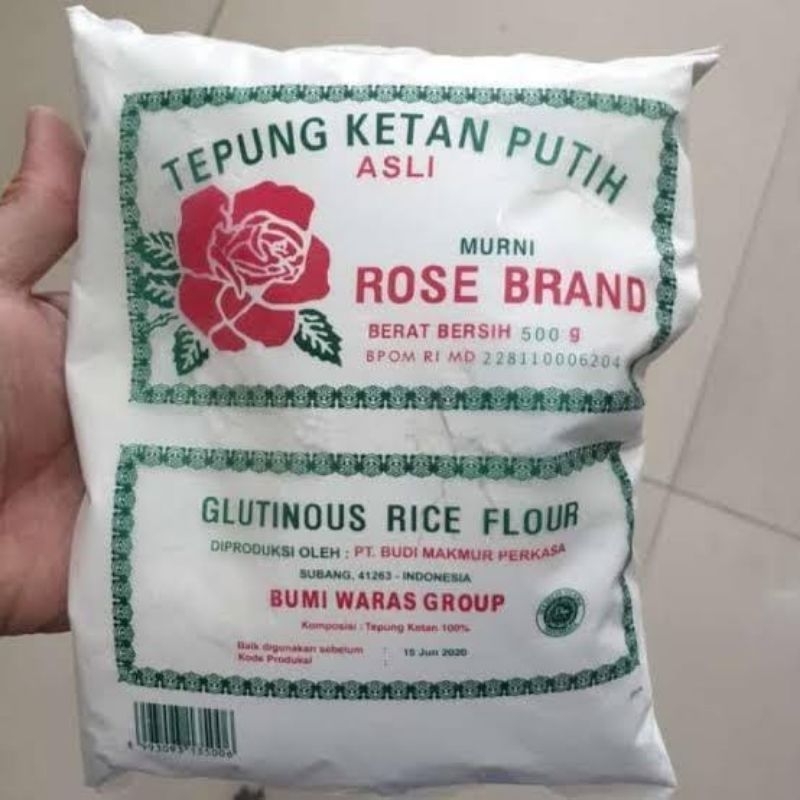 TEPUNG KETAN PUTIH
ASLI
MURNI
ROSE BRAND
BERAT BERSIH 500 g
BPOM RI MD 228110006204
GLUTINOUS RICE FLOUR
DIPRODUKSI OLEH : PT. BUDI MAKMUR PERKASA
SUBANG, 41263 - INDONESIA
BUMI WARAS GROUP
Komposisi : Tepung Ketan 100%
Baik digunakan sebelum : 15 Jun 2020
Kode Produksi :